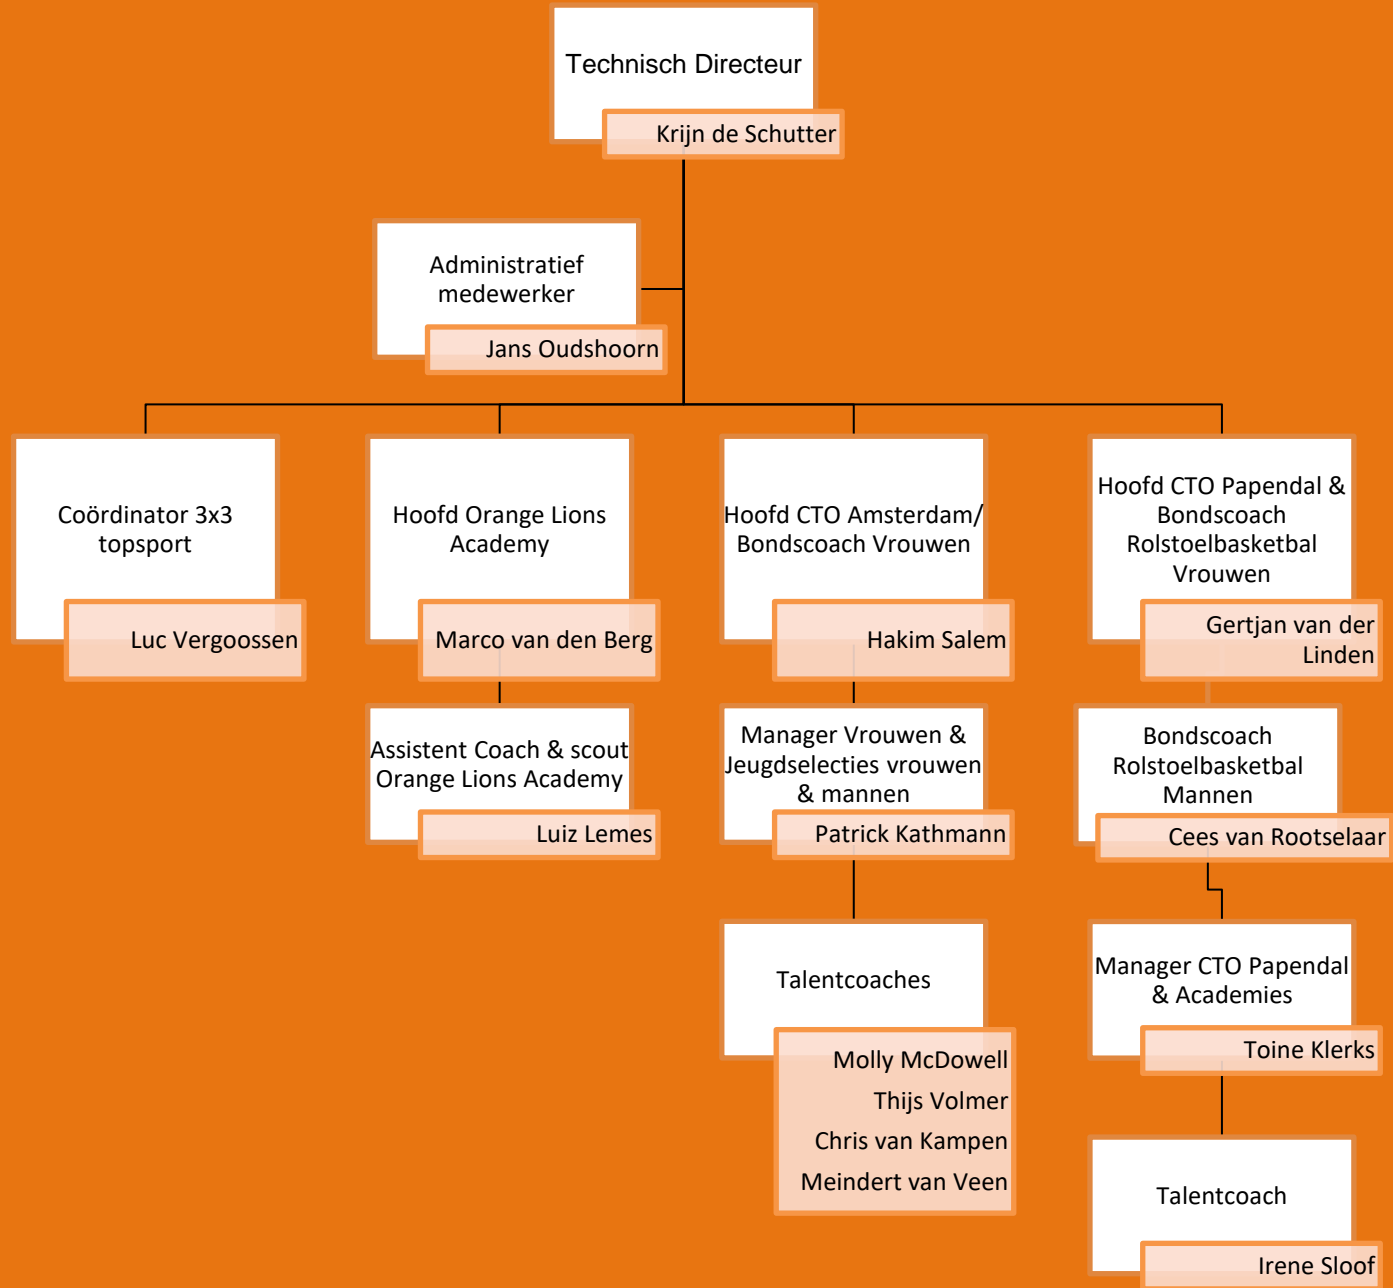 Technisch Directeur
Krijn de Schutter
Administratief
medewerker
Jans Oudshoorn
Coördinator 3x3
topsport
Luc Vergoossen
Hoofd Orange Lions
Academy
Marco van den Berg
Hoofd CTO Amsterdam/
Bondscoach Vrouwen
Hakim Salem
Hoofd CTO Papendal &
Bondscoach
Rolstoelbasketbal
Vrouwen
Gertjan van der
Linden
Assistent Coach & scout
Orange Lions Academy
Luiz Lemes
Manager Vrouwen &
Jeugdselecties vrouwen
& mannen
Patrick Kathmann
Bondscoach
Rolstoelbasketbal
Mannen
Cees van Rootselaar
Talentcoaches
Molly McDowell
Thijs Volmer
Chris van Kampen
Meindert van Veen
Manager CTO Papendal
& Academies
Toine Klerks
Talentcoach
Irene Sloof